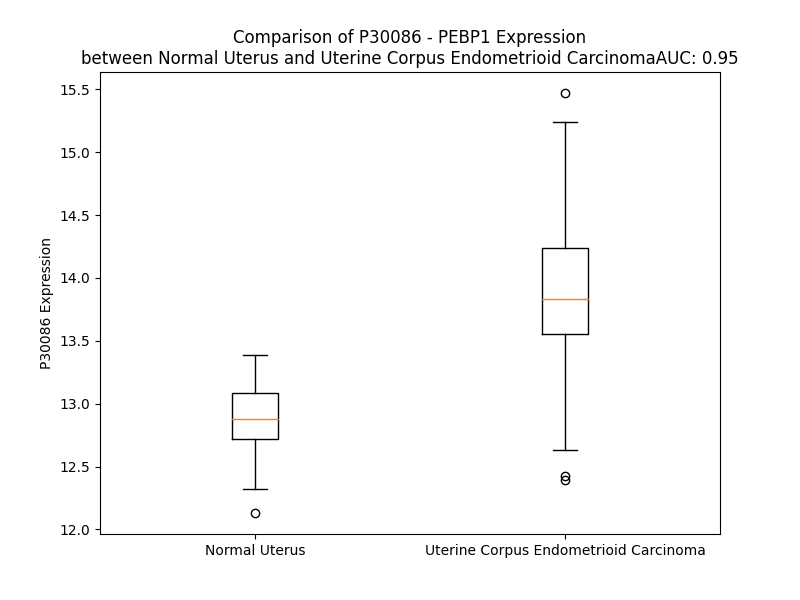 Comparison of P30086 - PEBP1 Expression
between Normal Uterus and Uterine Corpus Endometrioid CarcinomaAUC: 0.95
P30086 Expression
15.5
15.0
14.5
14.0
13.5
13.0
12.5
12.0
Normal Uterus
Uterine Corpus Endometrioid Carcinoma